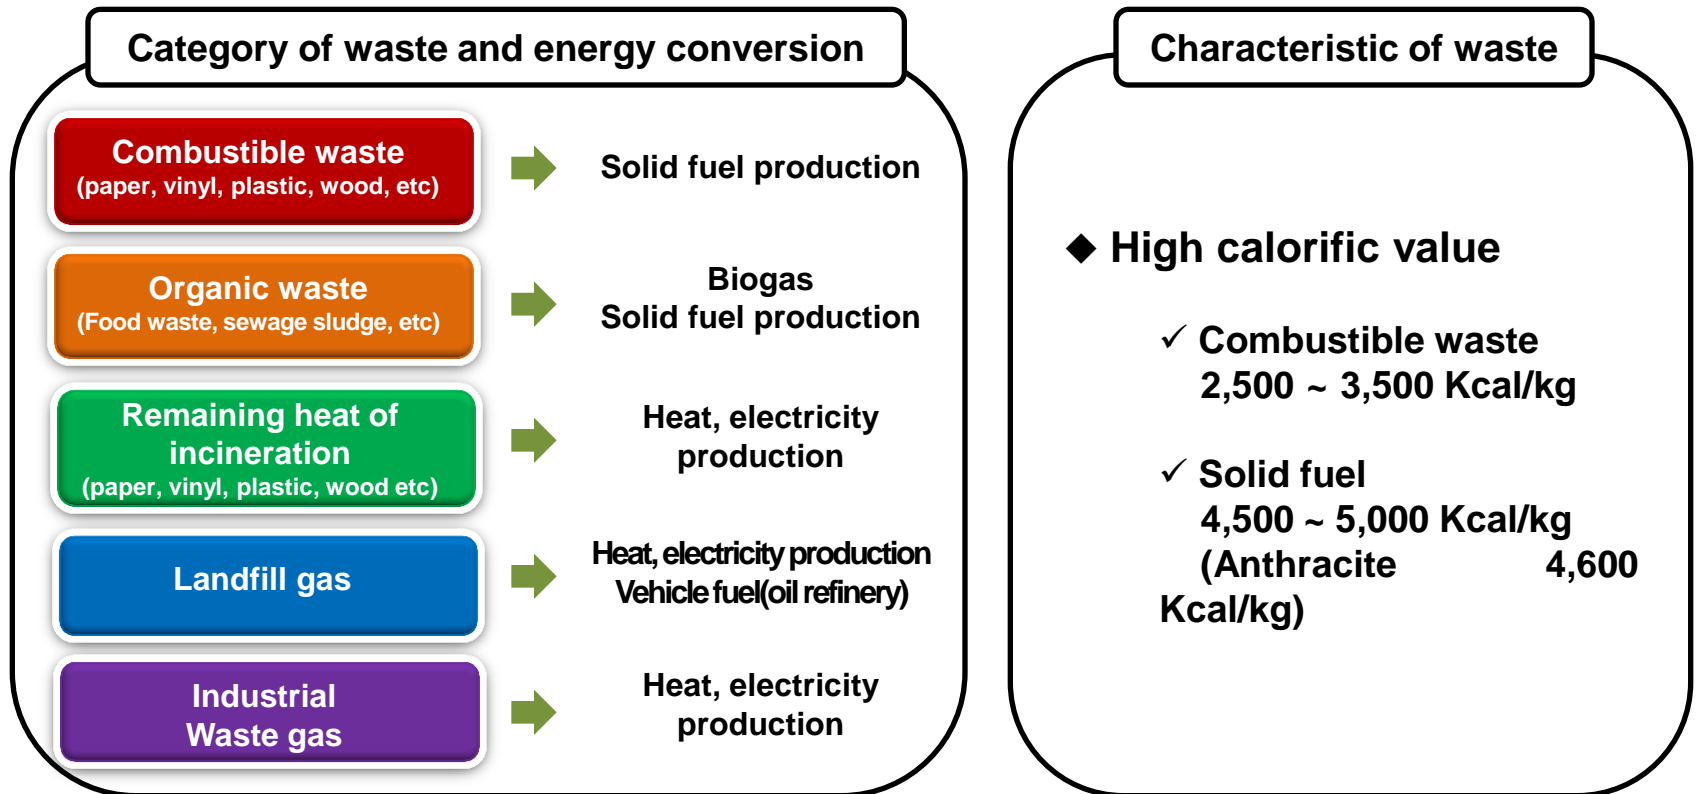 Category of waste and energy conversion
Combustible waste
(paper, vinyl, plastic, wood, etc)
Solid fuel production
Organic waste
(Food waste, sewage sludge, etc)
Biogas
Solid fuel production
Remaining heat of
incineration
(paper, vinyl, plastic, wood etc)
Heat, electricity
production
Landfill gas
Heat, electricity production
Vehicle fuel(oil refinery)
Industrial
Waste gas
Heat, electricity
production
Characteristic of waste
◆ High calorific value
✓ Combustible waste
2,500 ~ 3,500 Kcal/kg
✓ Solid fuel
4,500 ~ 5,000 Kcal/kg
(Anthracite 4,600
Kcal/kg)